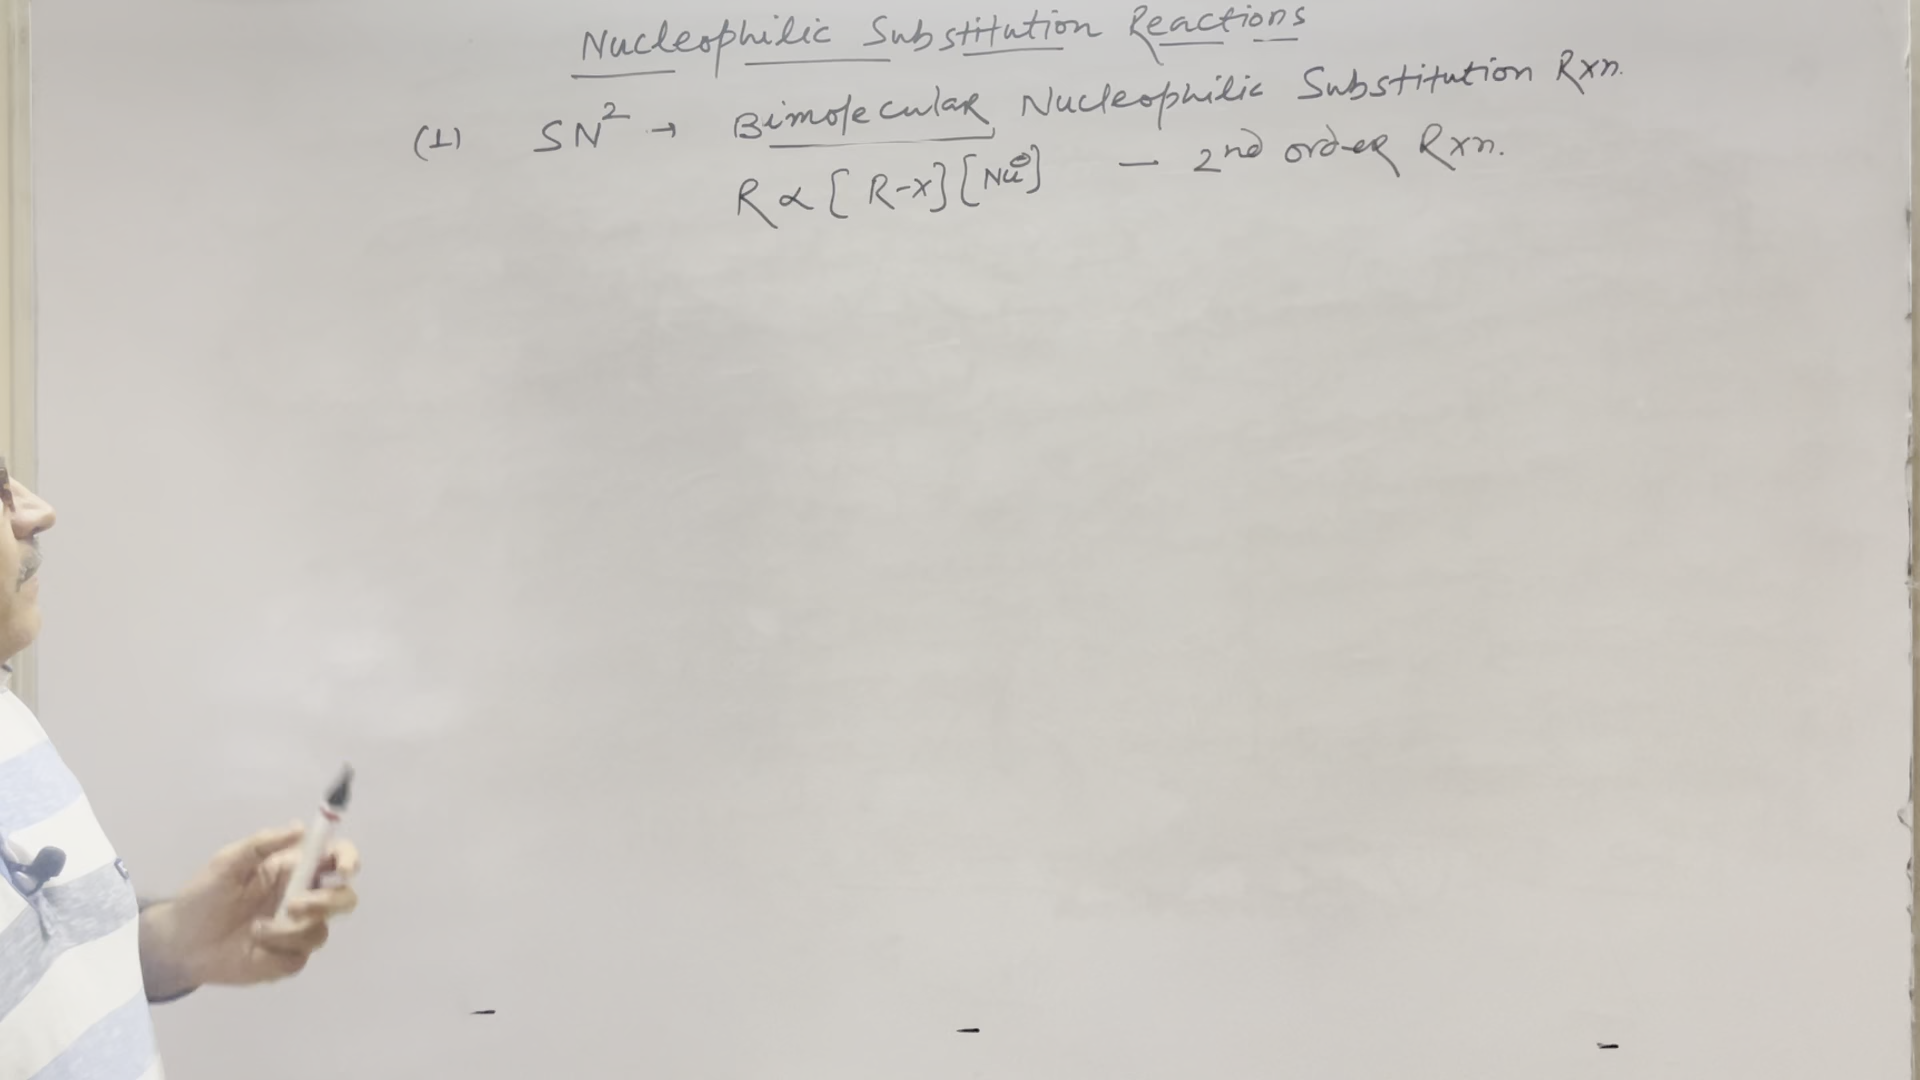 Nucleophilic Substitution Reactions
(1) SN² → Bimolecular Nucleophilic Substitution Rxn.
R ∝ [R-X][Nu⊖] — 2nd order Rxn.